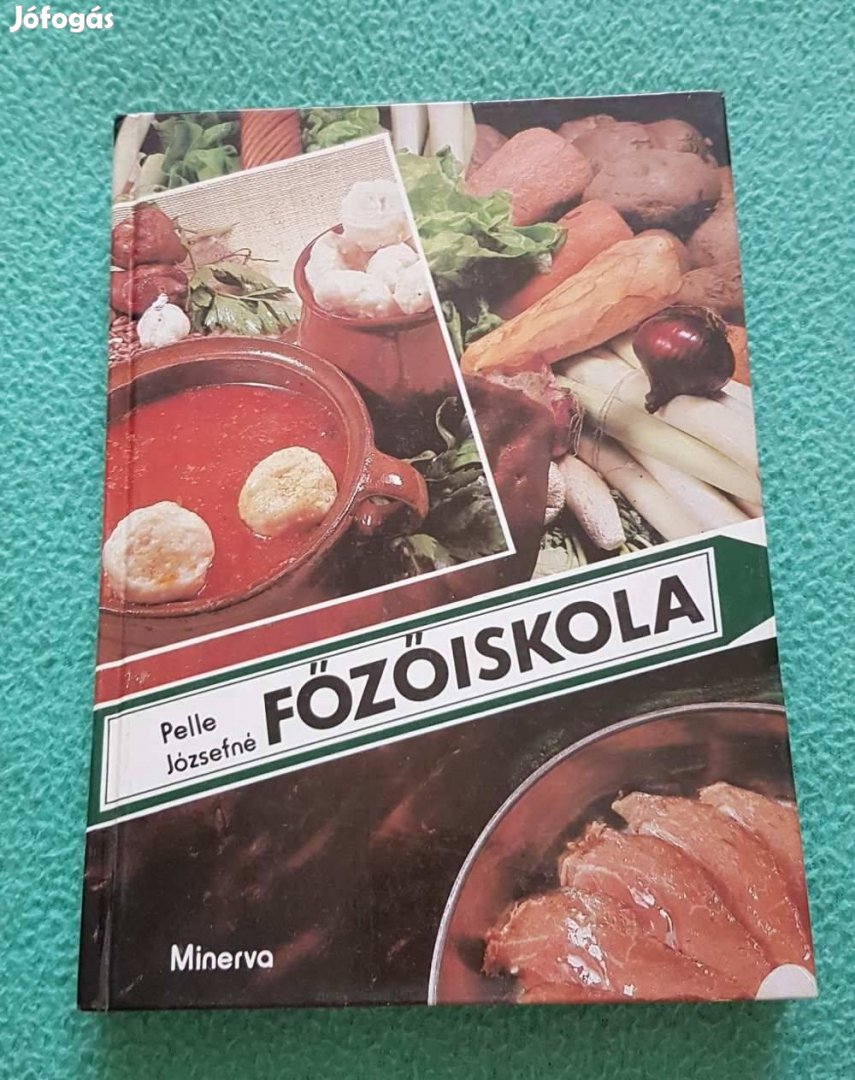 Jófogás
Pelle
Józsefné
FŐZŐISKOLA
Minerva